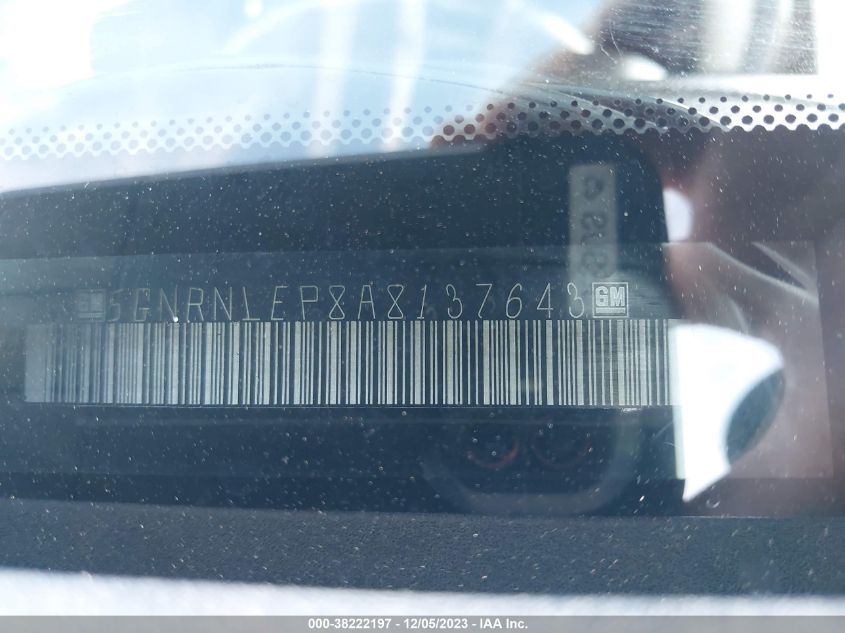 5GNRNLEP8A8137643 GM
000-38222197 - 12/05/2023 - IAA Inc.